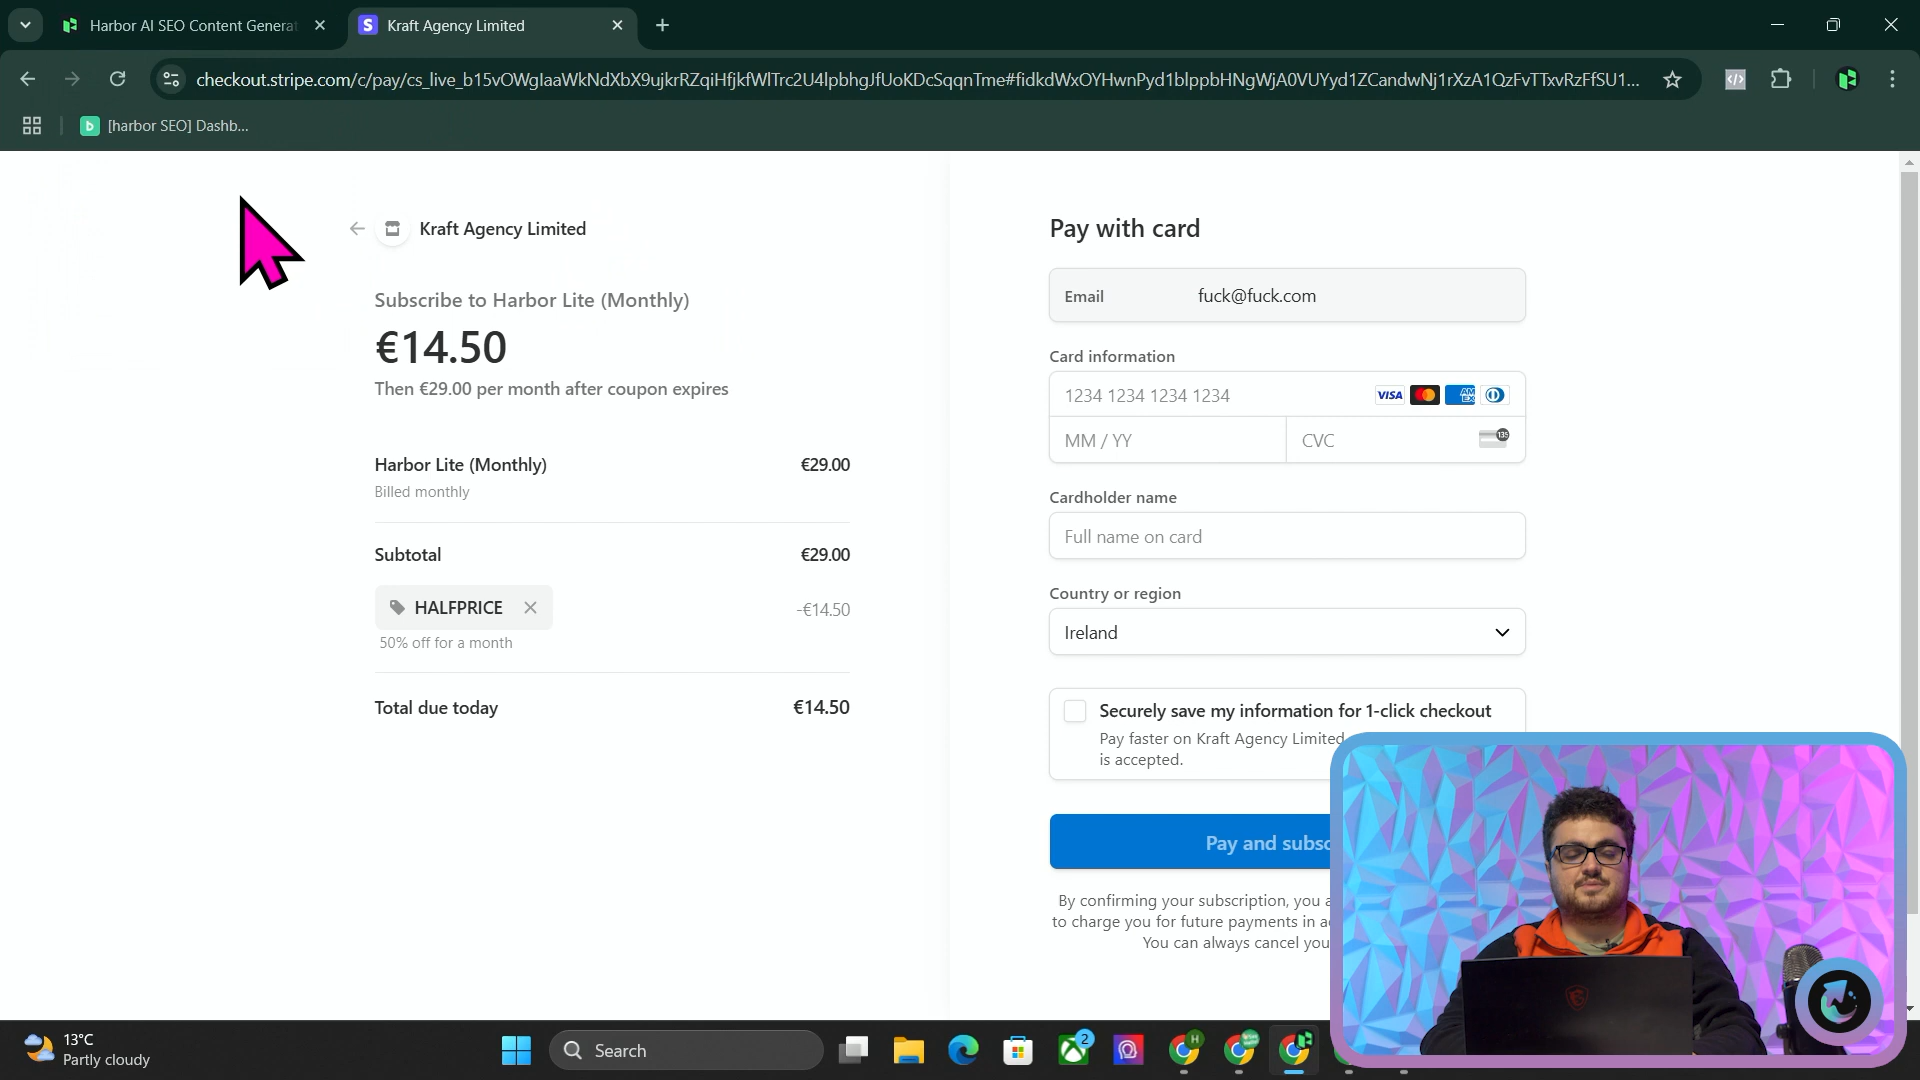 Harbor AI SEO Content Generat
Kraft Agency Limited
checkout.stripe.com/c/pay/
[harbor SEO] Dashb...
Kraft Agency Limited
Subscribe to Harbor Lite (Monthly)
€14.50
Then €29.00 per month after coupon expires
Harbor Lite (Monthly) €29.00
Billed monthly
Subtotal €29.00
HALFPRICE -€14.50
50% off for a month
Total due today €14.50
Pay with card
Email fuck@fuck.com
Card information
1234 1234 1234 1234 VISA AM EX
MM / YY CVC 135
Cardholder name
Full name on card
Country or region
Ireland
Securely save my information for 1-click checkout
Pay faster on Kraft Agency Limited
is accepted.
Pay and subsc
By confirming your subscription, you a
to charge you for future payments in a
You can always cancel you
13°C
Partly cloudy
Search
2
H